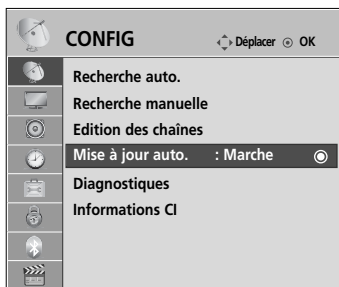 CONFIG Déplacer OK
Recherche auto.
Recherche manuelle
Edition des chaînes
Mise à jour auto. : Marche
Diagnostiques
Informations CI